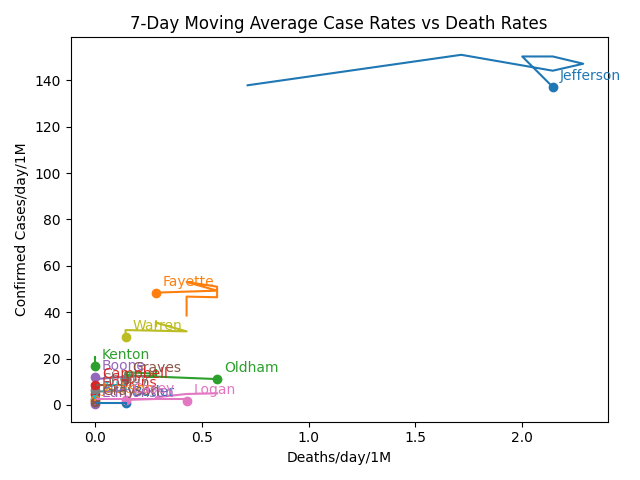 7-Day Moving Average Case Rates vs Death Rates
Confirmed Cases/day/1M
140
120
100
80
60
40
20
0
Jefferson
Fayette
Warran
Kenton
Boone
Graves
Oldham
Campbell
Logan
0.0
0.5
1.0
1.5
2.0
Deaths/day/1M